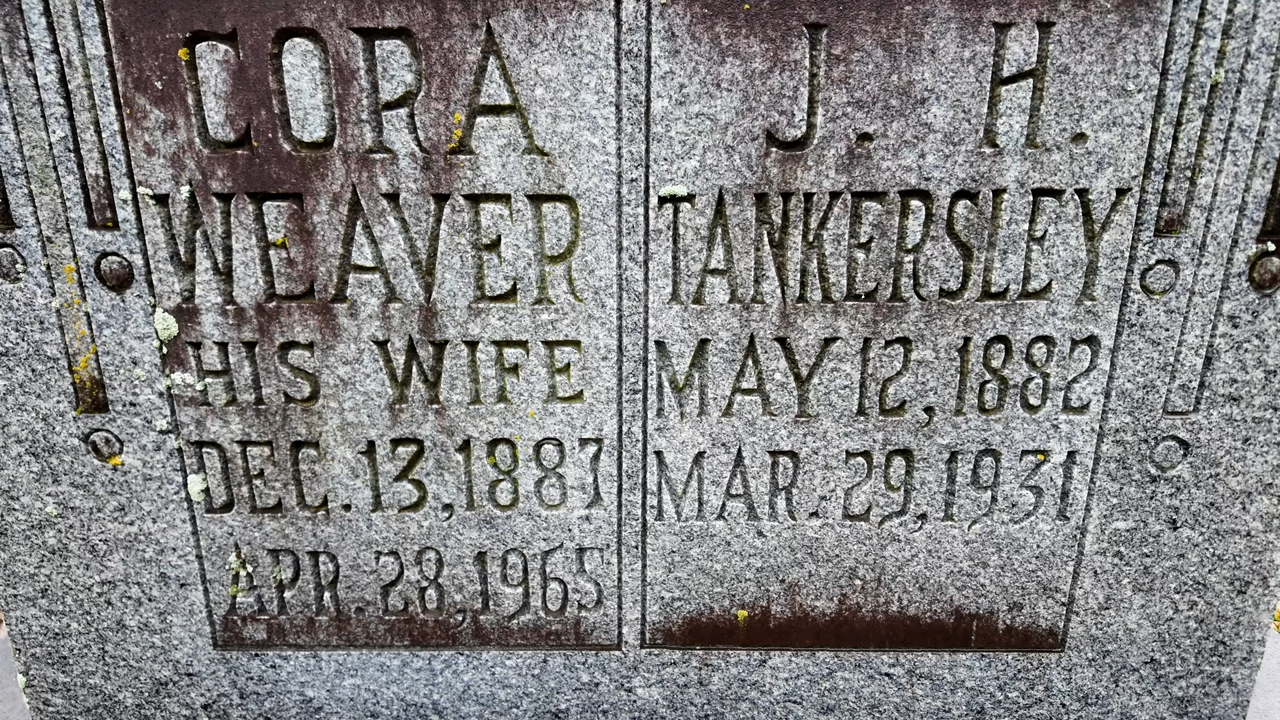 CORA
WEAVER
HIS WIFE
DEC. 13, 1887
APR. 28, 1965
J. H.
TANKERSLEY
MAY 12, 1882
MAR. 29, 1931